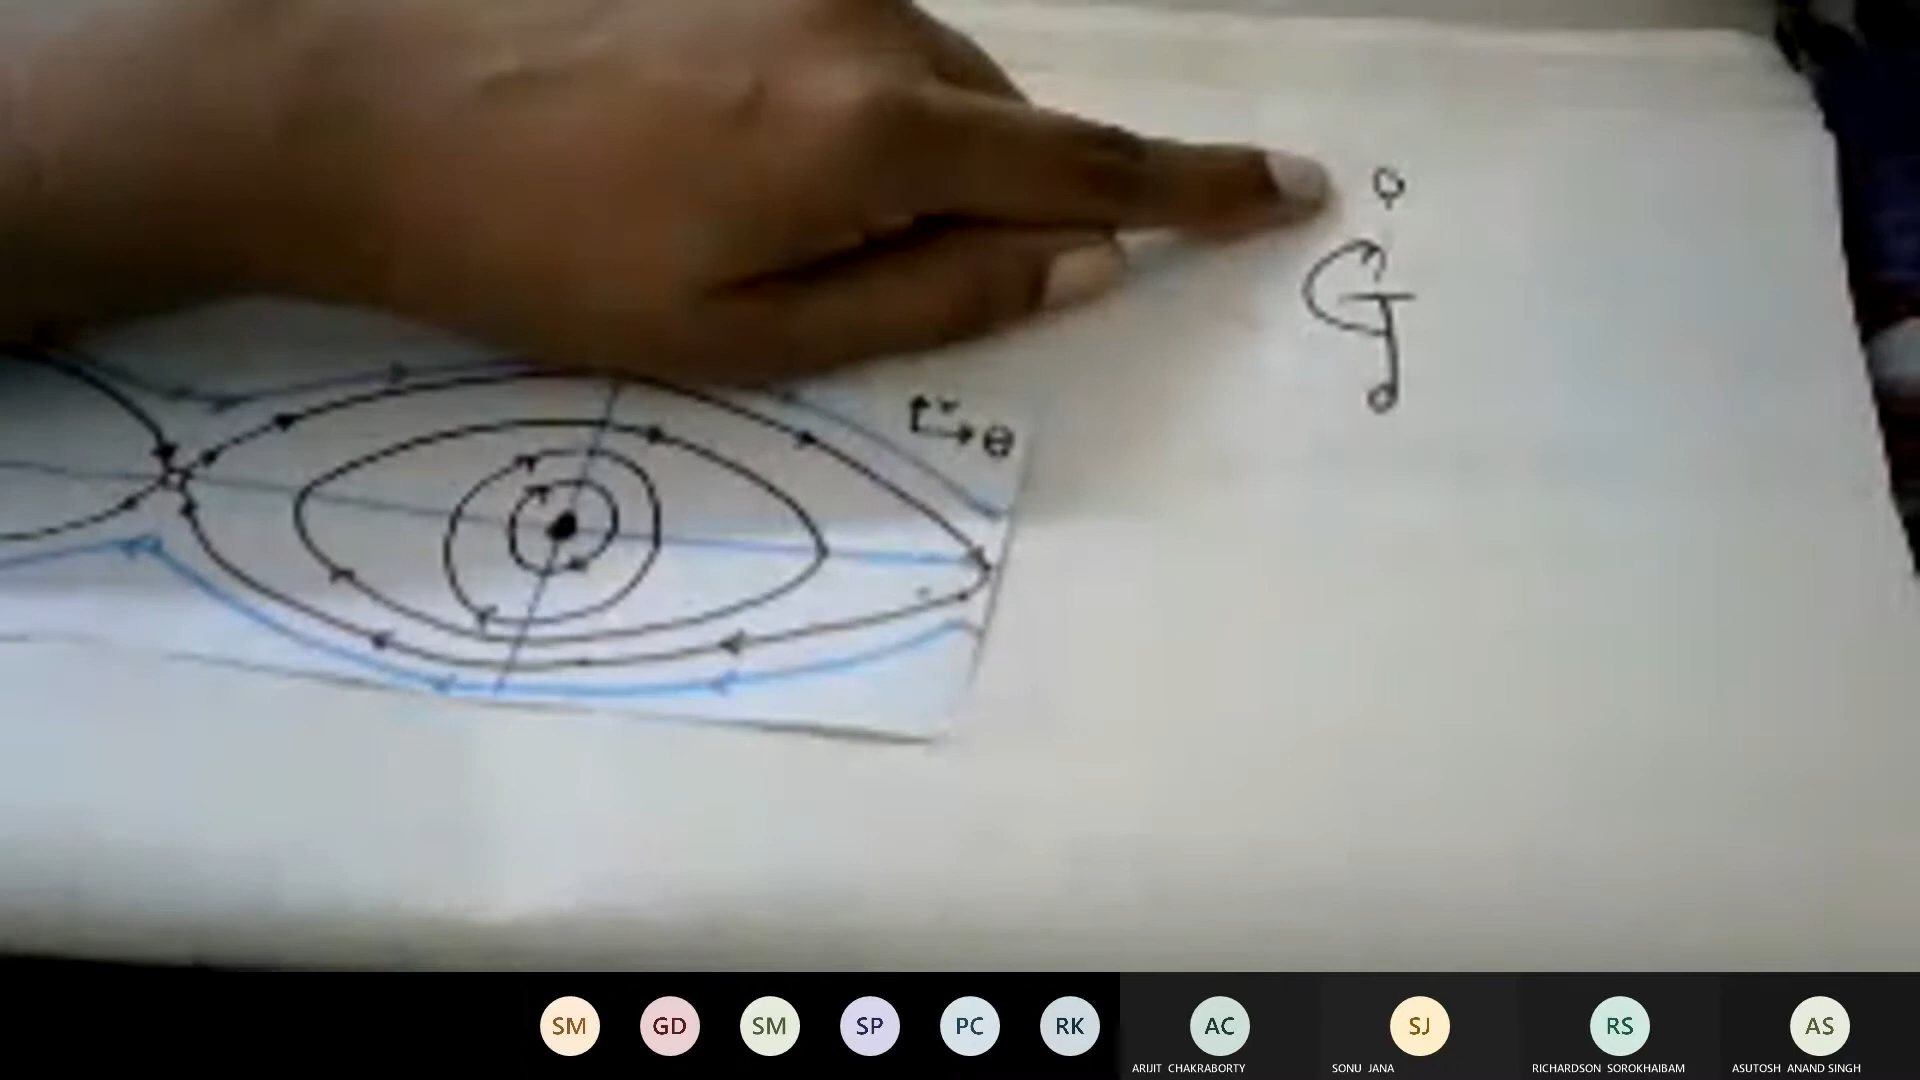 v
θ
SM GD SM SP PC RK AC SJ RS AS
ARIJIT CHAKRABORTY SONU JANA RICHARDSON SOROKHAIBAM ASUTOSH ANAND SINGH